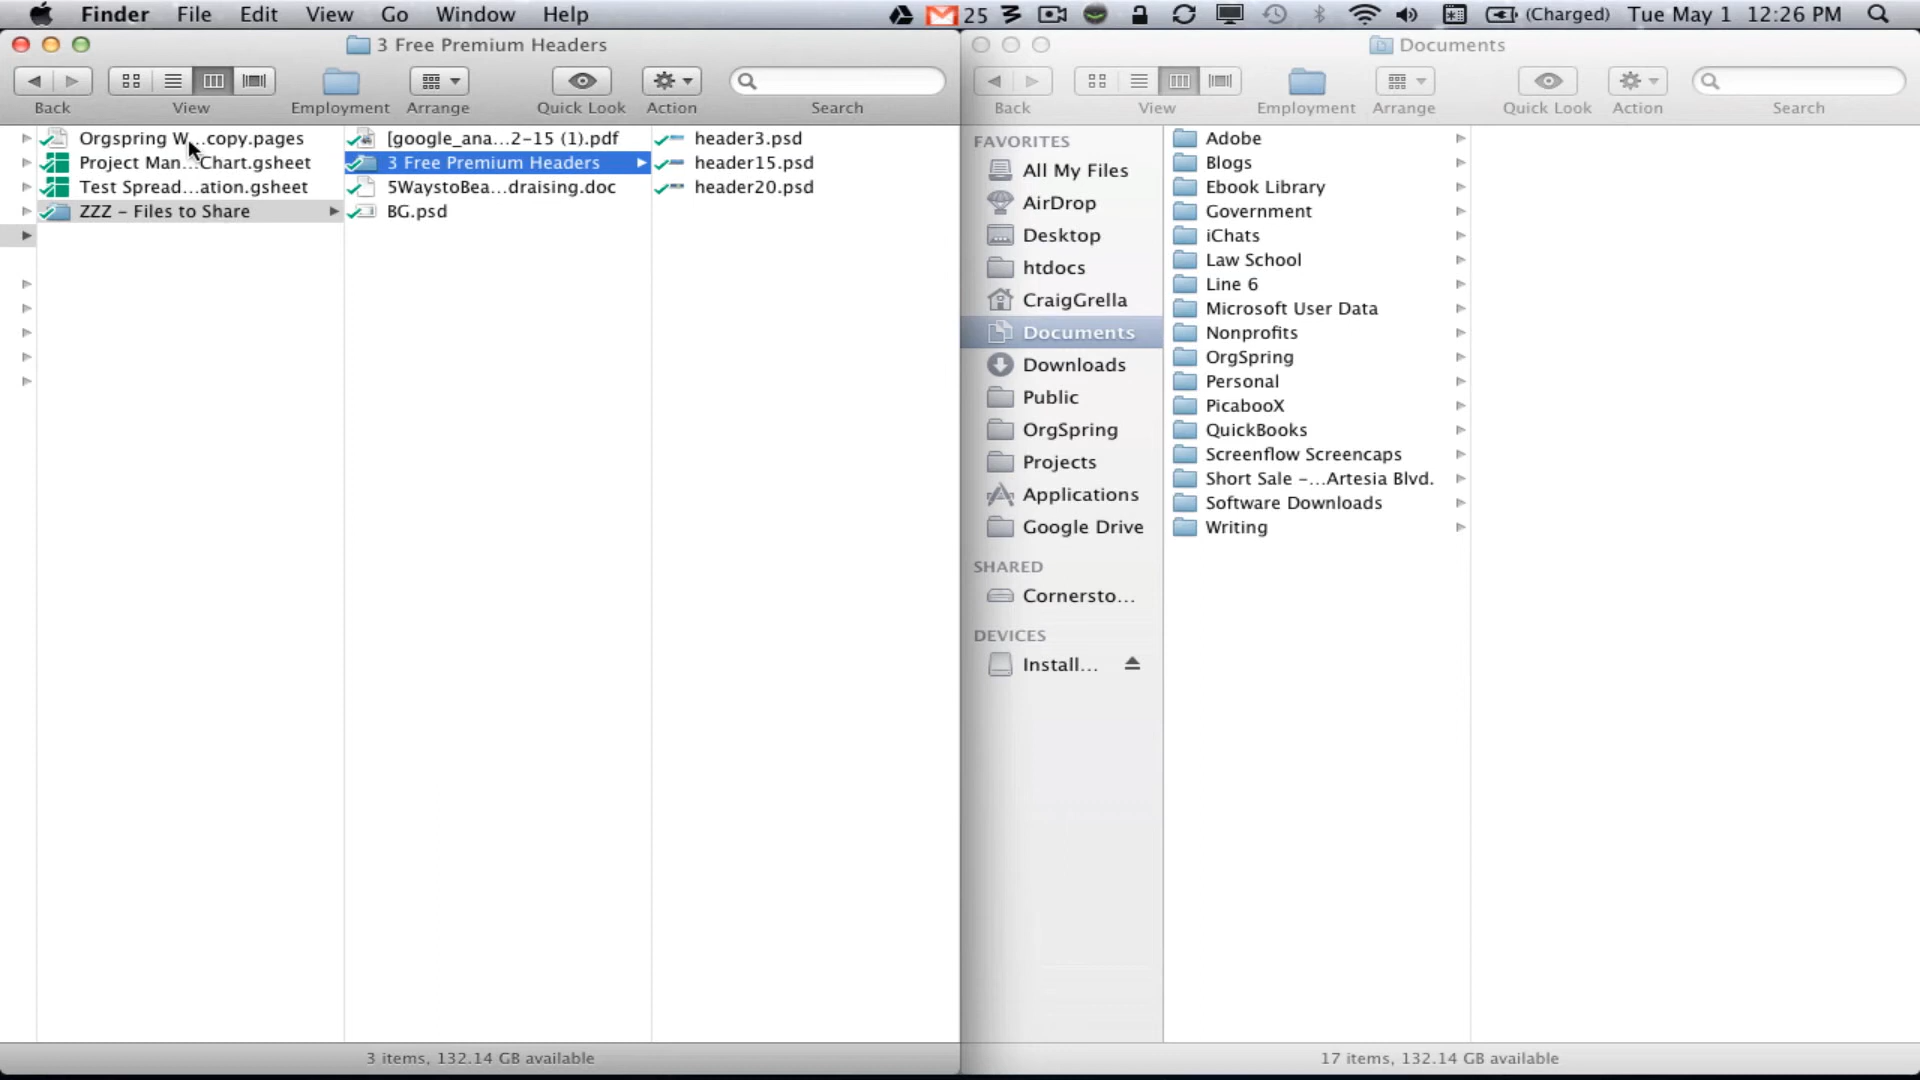 Finder File Edit View Go Window Help 25 (Charged) Tue May 1 12:26 PM
3 Free Premium Headers
Back View Employment Arrange Quick Look Action Search
Orgspring W...copy.pages
Project Man...Chart.gsheet
Test Spread...ation.gsheet
ZZZ - Files to Share
[google_ana...2-15 (1).pdf
3 Free Premium Headers
5WaystoBea...draising.doc
BG.psd
header3.psd
header15.psd
header20.psd
3 items, 132.14 GB available
Documents
Back View Employment Arrange Quick Look Action Search
FAVORITES
All My Files
AirDrop
Desktop
htdocs
CraigGrella
Documents
Downloads
Public
OrgSpring
Projects
Applications
Google Drive
SHARED
Cornersto...
DEVICES
Install...
Adobe
Blogs
Ebook Library
Government
iChats
Law School
Line 6
Microsoft User Data
Nonprofits
OrgSpring
Personal
PicabooX
QuickBooks
Screenflow Screencaps
Short Sale -...Artesia Blvd.
Software Downloads
Writing
17 items, 132.14 GB available